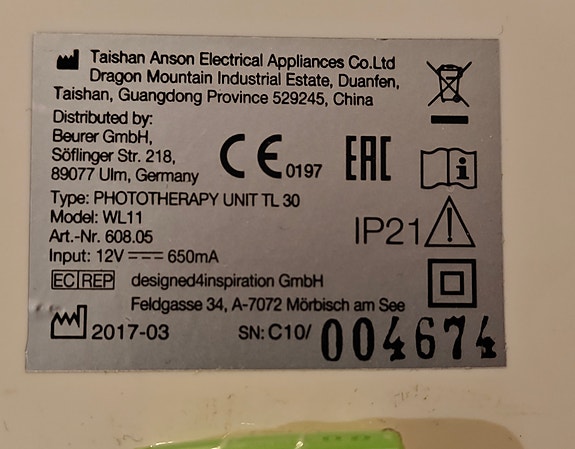 Taishan Anson Electrical Appliances Co.Ltd
Dragon Mountain Industrial Estate, Duanfen,
Taishan, Guangdong Province 529245, China
Distributed by:
Beurer GmbH,
Söflinger Str. 218,
89077 Ulm, Germany
CE 0197
EAC
Type: PHOTOTHERAPY UNIT TL 30
Model: WL11
Art.-Nr. 608.05
IP21
Input: 12V 650mA
EC REP designed4inspiration GmbH
Feldgasse 34, A-7072 Mörbisch am See
2017-03 SN: C10/ 004674